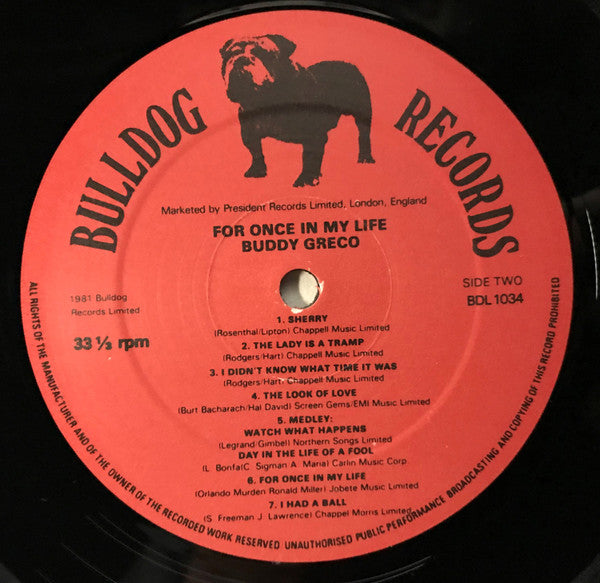 BULLDOG RECORDS
Marketed by President Records Limited, London, England
FOR ONCE IN MY LIFE
BUDDY GRECO
1981 Bulldog
Records Limited
33 ⅓ rpm
SIDE TWO
BDL 1034
1. SHERRY
(Rosenthal/Lipton) Chappell Music Limited
2. THE LADY IS A TRAMP
(Rodgers/Hart) Chappell Music Limited
3. I DIDN'T KNOW WHAT TIME IT WAS
(Rodgers/Hart) Chappell Music Limited
4. THE LOOK OF LOVE
(Burt Bacharach/Hal David) Screen Gems/EMI Music Limited
5. MEDLEY:
WATCH WHAT HAPPENS
(Legrand/Gimbel) Northern Songs Limited
DAY IN THE LIFE OF A FOOL
(L. Bonfa(C. Sigman A. Maria) Carlin Music Corp.
6. FOR ONCE IN MY LIFE
(Orlando Murden Ronald Miller) Jobete Music Limited
7. I HAD A BALL
(S. Freeman J. Lawrence) Chappel Morris Limited
ALL RIGHTS OF THE MANUFACTURER AND OF THE OWNER OF THE RECORDED WORK RESERVED UNAUTHORISED PUBLIC PERFORMANCE BROADCASTING AND COPYING OF THIS RECORD PROHIBITED